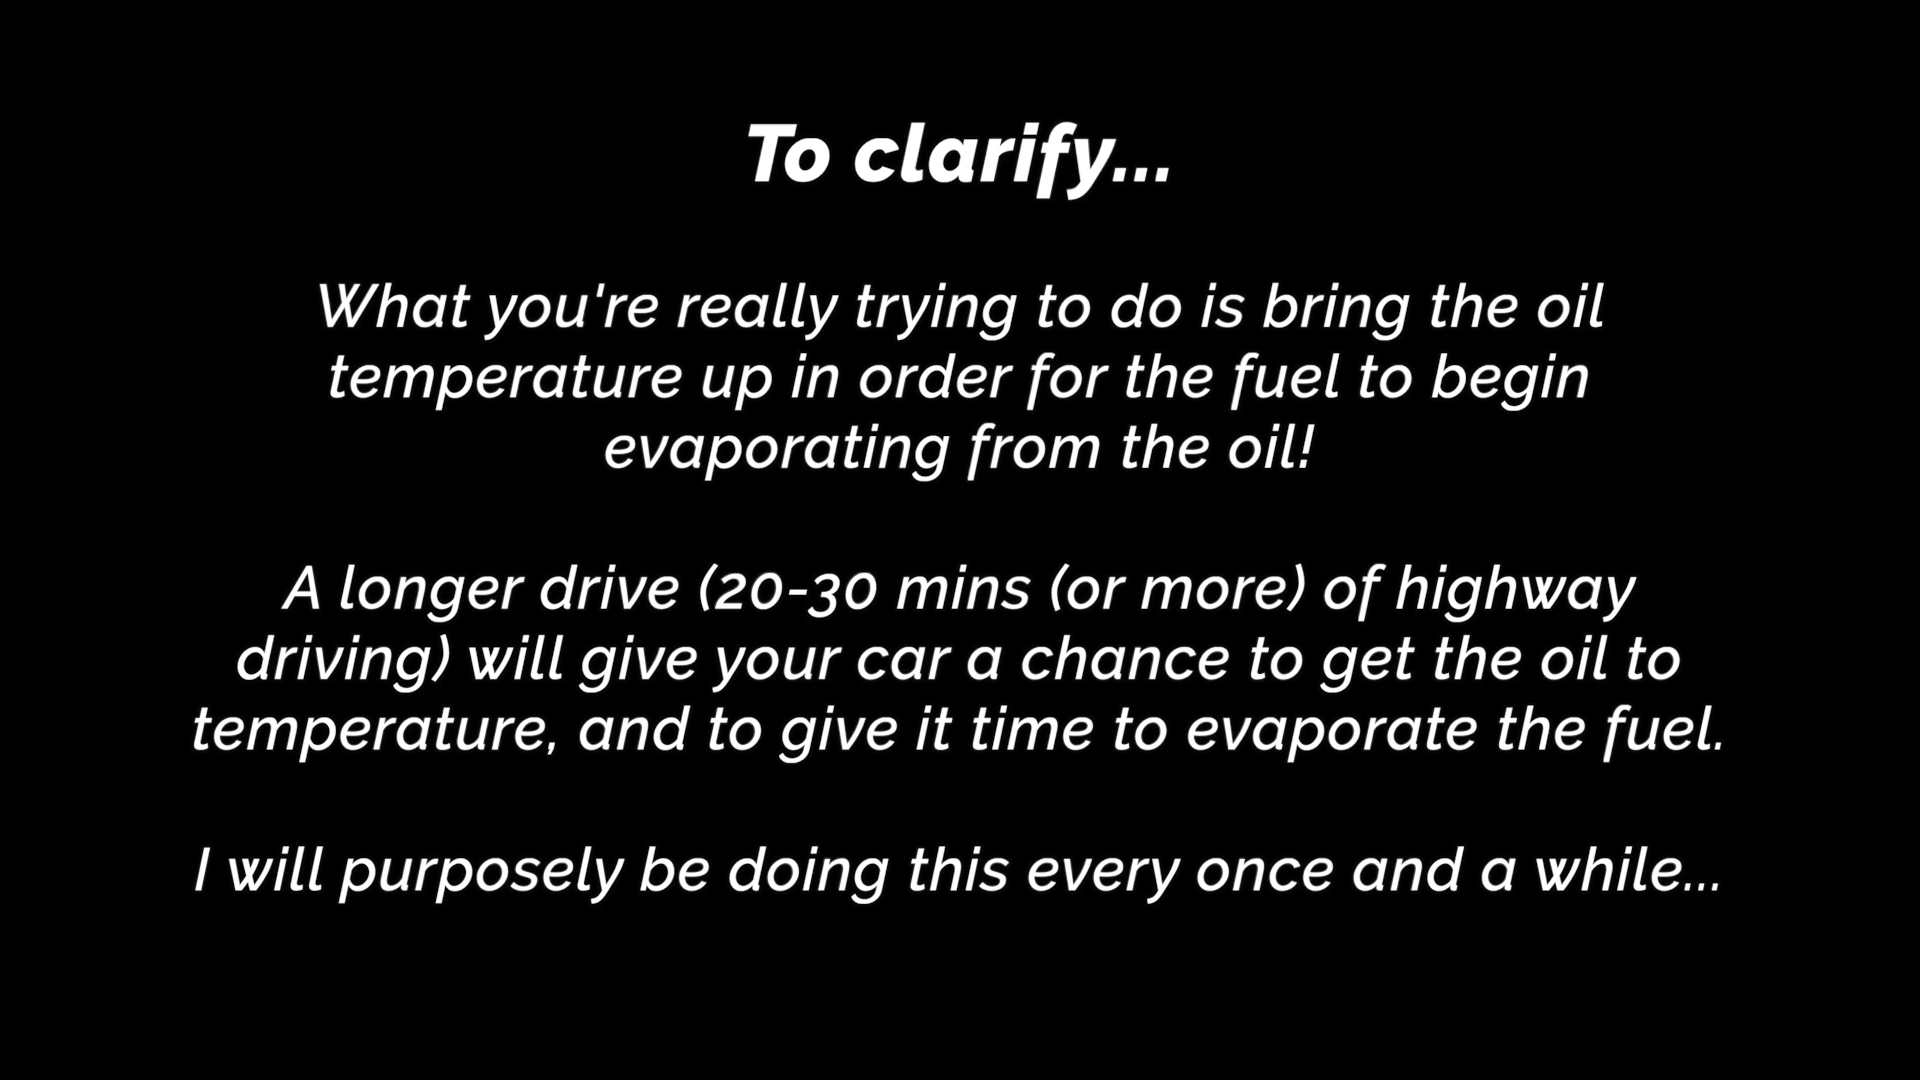 To clarify...
What you're really trying to do is bring the oil
temperature up in order for the fuel to begin
evaporating from the oil!
A longer drive (20-30 mins (or more) of highway
driving) will give your car a chance to get the oil to
temperature, and to give it time to evaporate the fuel.
I will purposely be doing this every once and a while...